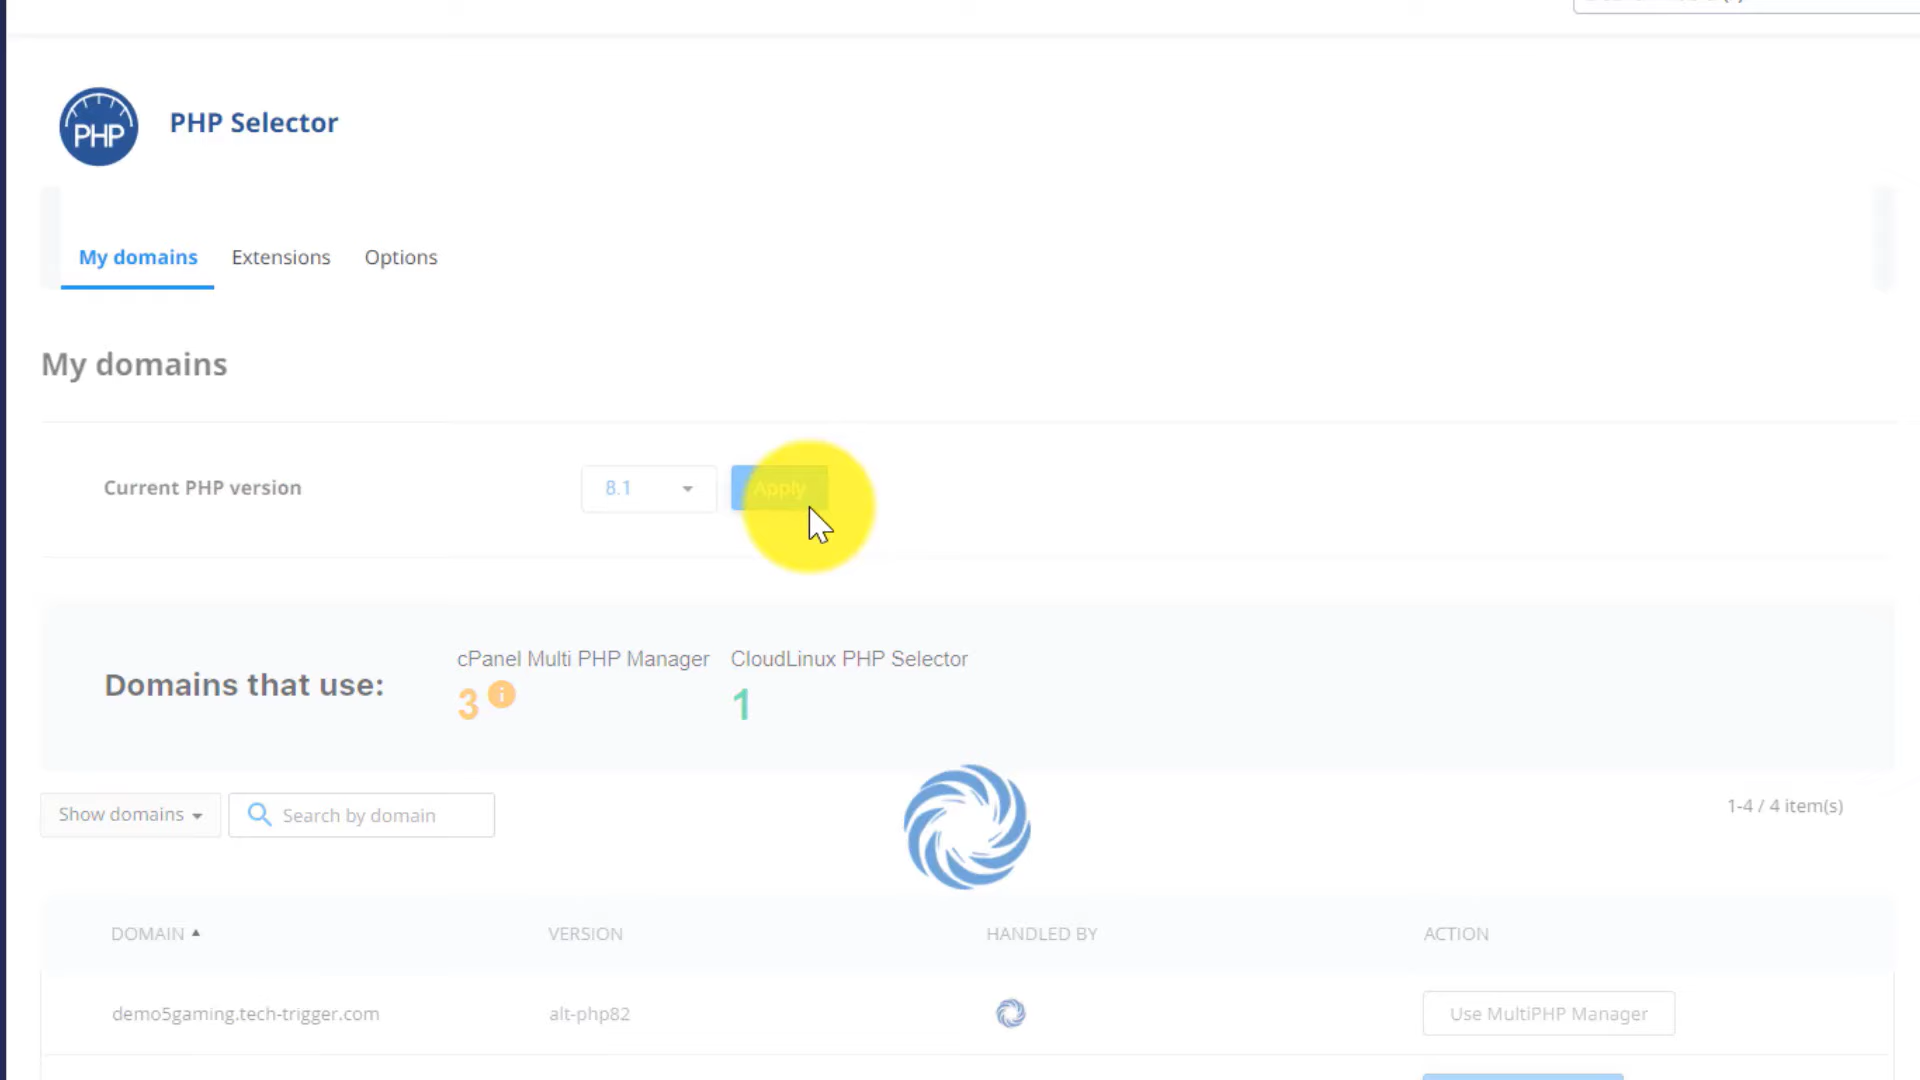 PHP
PHP Selector
My domains Extensions Options
My domains
Current PHP version 8.1 Apply
Domains that use:
cPanel Multi PHP Manager CloudLinux PHP Selector
3 i 1
Show domains Search by domain 1-4 / 4 item(s)
DOMAIN VERSION HANDLED BY ACTION
demo5gaming.tech-trigger.com alt-php82 Use MultiPHP Manager